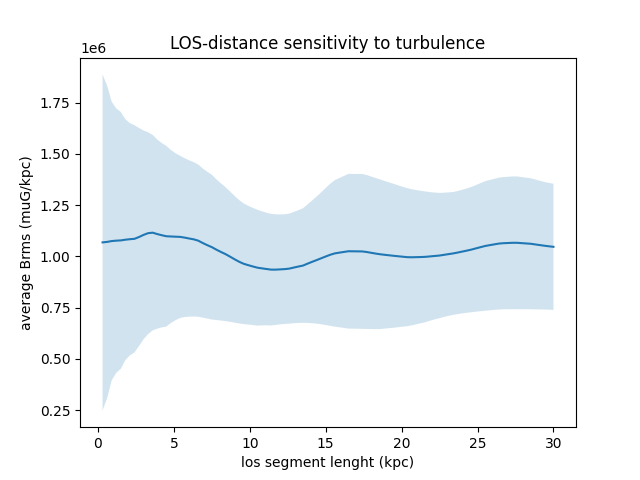 LOS-distance sensitivity to turbulence
1e6
1.75
1.50
1.25
1.00
0.75
0.50
0.25
average Brms (muG/kpc)
0 5 10 15 20 25 30
los segment lenght (kpc)